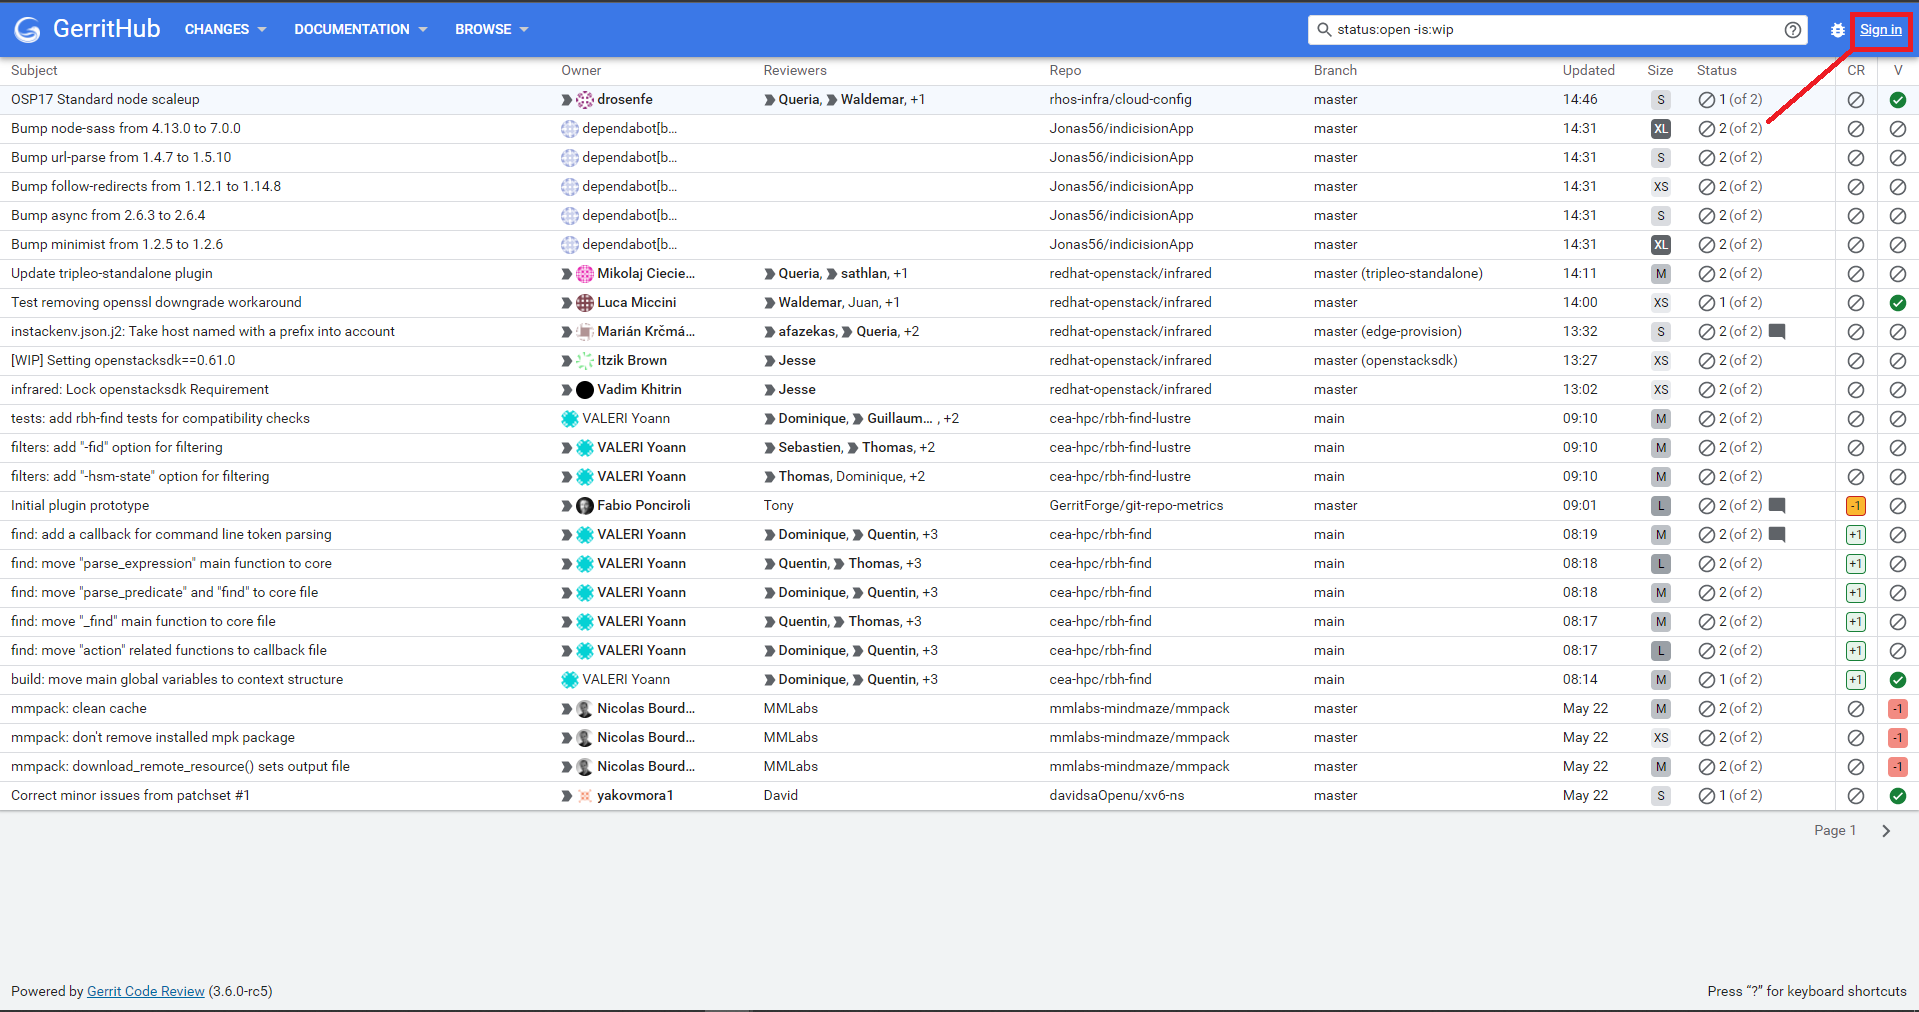 GerritHub CHANGES DOCUMENTATION BROWSE status:open -is:wip Sign in
Subject Owner Reviewers Repo Branch Updated Size Status CR V
OSP17 Standard node scaleup drosenfe Queria, Waldemar, +1 rhos-infra/cloud-config master 14:46 S 1 (of 2)
Bump node-sass from 4.13.0 to 7.0.0 dependabot[b... Jonas56/indicisionApp master 14:31 XL 2 (of 2)
Bump url-parse from 1.4.7 to 1.5.10 dependabot[b... Jonas56/indicisionApp master 14:31 S 2 (of 2)
Bump follow-redirects from 1.12.1 to 1.14.8 dependabot[b... Jonas56/indicisionApp master 14:31 XS 2 (of 2)
Bump async from 2.6.3 to 2.6.4 dependabot[b... Jonas56/indicisionApp master 14:31 S 2 (of 2)
Bump minimist from 1.2.5 to 1.2.6 dependabot[b... Jonas56/indicisionApp master 14:31 XL 2 (of 2)
Update tripleo-standalone plugin Mikolaj Ciecie... Queria, sathlan, +1 redhat-openstack/infrared master (tripleo-standalone) 14:11 M 2 (of 2)
Test removing openssl downgrade workaround Luca Miccini Waldemar, Juan, +1 redhat-openstack/infrared master 14:00 XS 1 (of 2)
instackenv.json.j2: Take host named with a prefix into account Marián Krčmá... afazekas, Queria, +2 redhat-openstack/infrared master (edge-provision) 13:32 S 2 (of 2)
[WIP] Setting openstacksdk==0.61.0 Itzik Brown Jesse redhat-openstack/infrared master (openstacksdk) 13:27 XS 2 (of 2)
infrared: Lock openstacksdk Requirement Vadim Khitrin Jesse redhat-openstack/infrared master 13:02 XS 2 (of 2)
tests: add rbh-find tests for compatibility checks VALERI Yoann Dominique, Guillaum... , +2 cea-hpc/rbh-find-lustre main 09:10 M 2 (of 2)
filters: add "-fid" option for filtering VALERI Yoann Sebastien, Thomas, +2 cea-hpc/rbh-find-lustre main 09:10 M 2 (of 2)
filters: add "-hsm-state" option for filtering VALERI Yoann Thomas, Dominique, +2 cea-hpc/rbh-find-lustre main 09:10 M 2 (of 2)
Initial plugin prototype Fabio Ponciroli Tony GerritForge/git-repo-metrics master 09:01 L 2 (of 2) -1
find: add a callback for command line token parsing VALERI Yoann Dominique, Quentin, +3 cea-hpc/rbh-find main 08:19 M 2 (of 2) +1
find: move "parse_expression" main function to core VALERI Yoann Quentin, Thomas, +3 cea-hpc/rbh-find main 08:18 L 2 (of 2) +1
find: move "parse_predicate" and "find" to core file VALERI Yoann Dominique, Quentin, +3 cea-hpc/rbh-find main 08:18 M 2 (of 2) +1
find: move "_find" main function to core file VALERI Yoann Quentin, Thomas, +3 cea-hpc/rbh-find main 08:17 M 2 (of 2) +1
find: move "action" related functions to callback file VALERI Yoann Dominique, Quentin, +3 cea-hpc/rbh-find main 08:17 L 2 (of 2) +1
build: move main global variables to context structure VALERI Yoann Dominique, Quentin, +3 cea-hpc/rbh-find main 08:14 M 1 (of 2) +1
mmpack: clean cache Nicolas Bourd... MMLabs mmlabs-mindmaze/mmpack master May 22 M 2 (of 2) -1
mmpack: don't remove installed mpk package Nicolas Bourd... MMLabs mmlabs-mindmaze/mmpack master May 22 XS 2 (of 2) -1
mmpack: download_remote_resource() sets output file Nicolas Bourd... MMLabs mmlabs-mindmaze/mmpack master May 22 M 2 (of 2) -1
Correct minor issues from patchset #1 yakovmora1 David davidsaOpenu/xv6-ns master May 22 S 1 (of 2)
Page 1
Powered by Gerrit Code Review (3.6.0-rc5) Press “?” for keyboard shortcuts